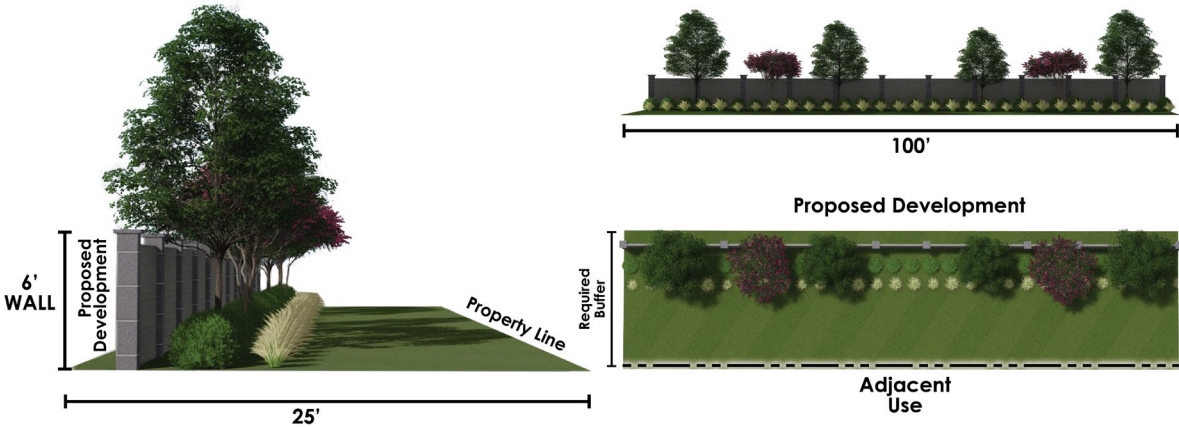 6'
WALL
Proposed
Development
Property Line
25'
100'
Proposed Development
Required
Buffer
Adjacent
Use